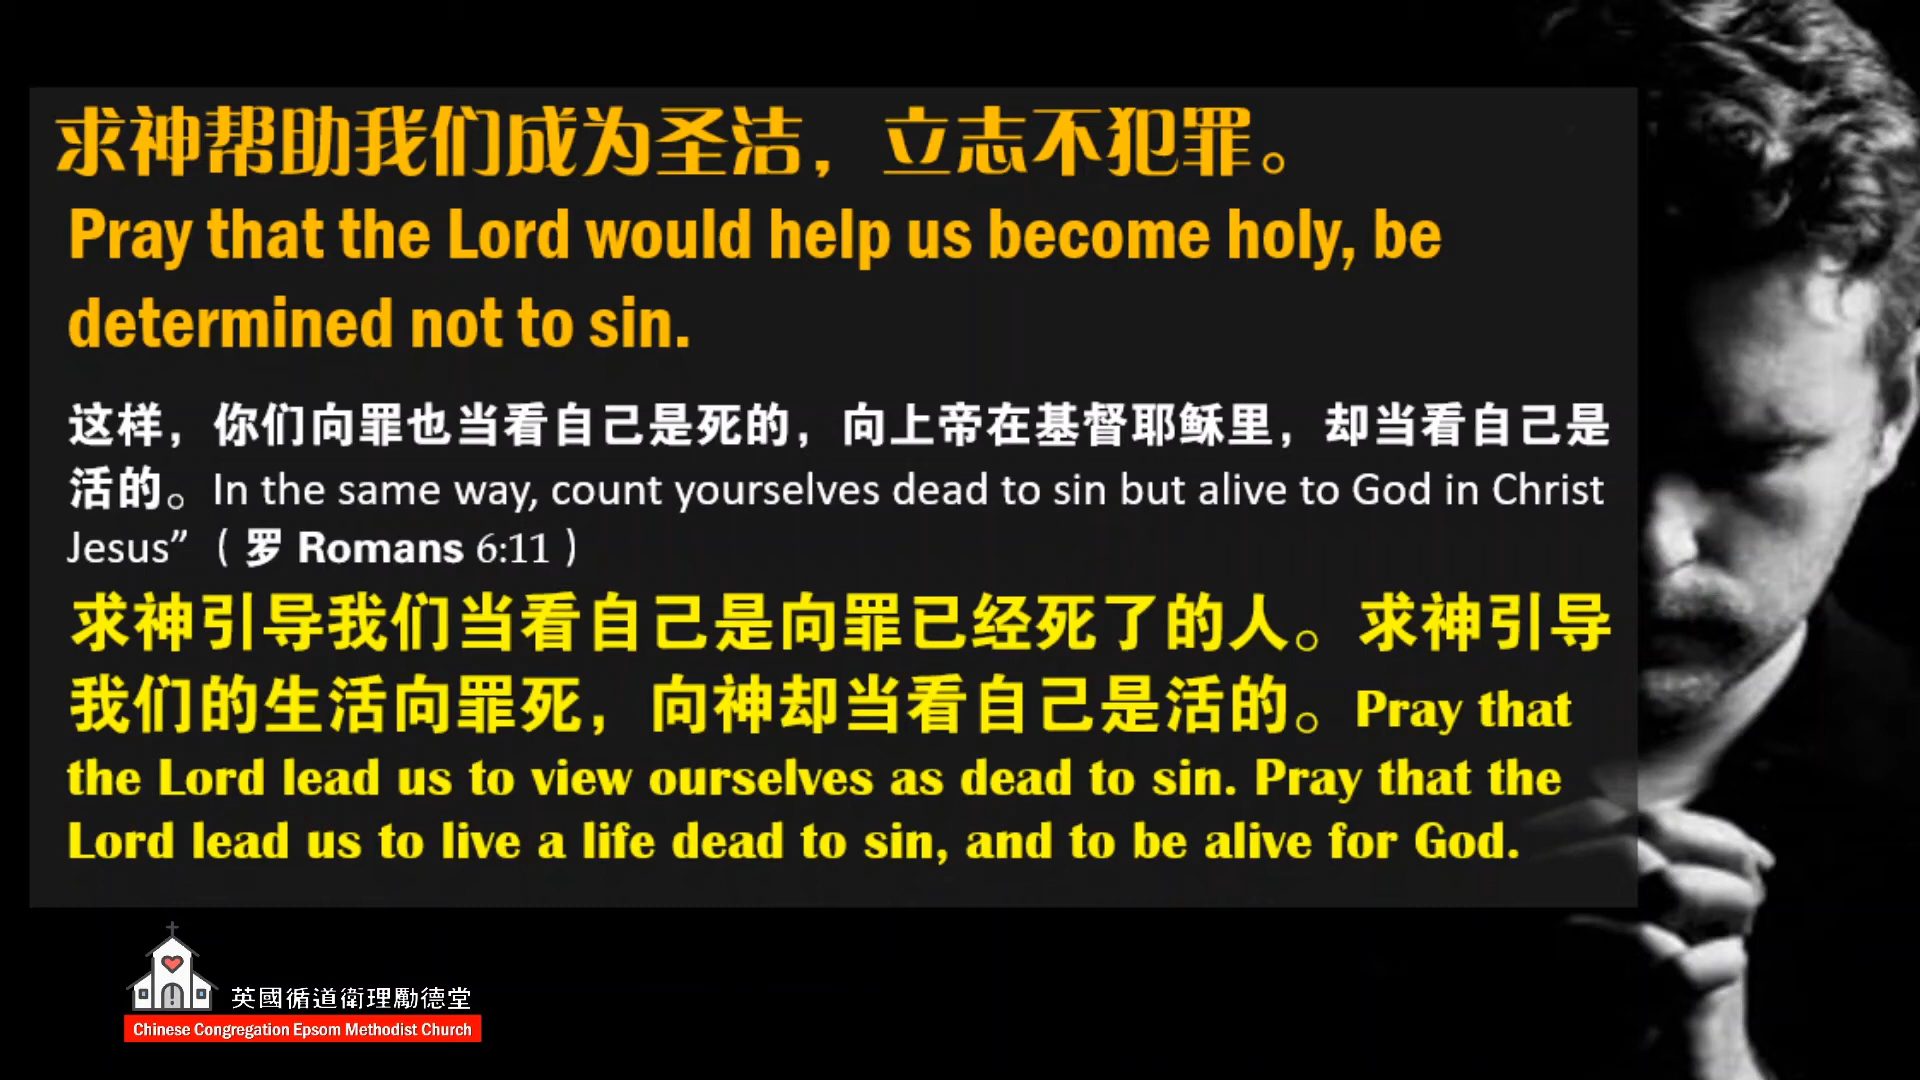 求神帮助我们成为圣洁，立志不犯罪。
Pray that the Lord would help us become holy, be
determined not to sin.
这样，你们向罪也当看自己是死的，向上帝在基督耶稣里，却当看自己是
活的。In the same way, count yourselves dead to sin but alive to God in Christ
Jesus”（罗 Romans 6:11）
求神引导我们当看自己是向罪已经死了的人。求神引导
我们的生活向罪死，向神却当看自己是活的。Pray that
the Lord lead us to view ourselves as dead to sin. Pray that the
Lord lead us to live a life dead to sin, and to be alive for God.
英國循道衛理勵德堂
Chinese Congregation Epsom Methodist Church